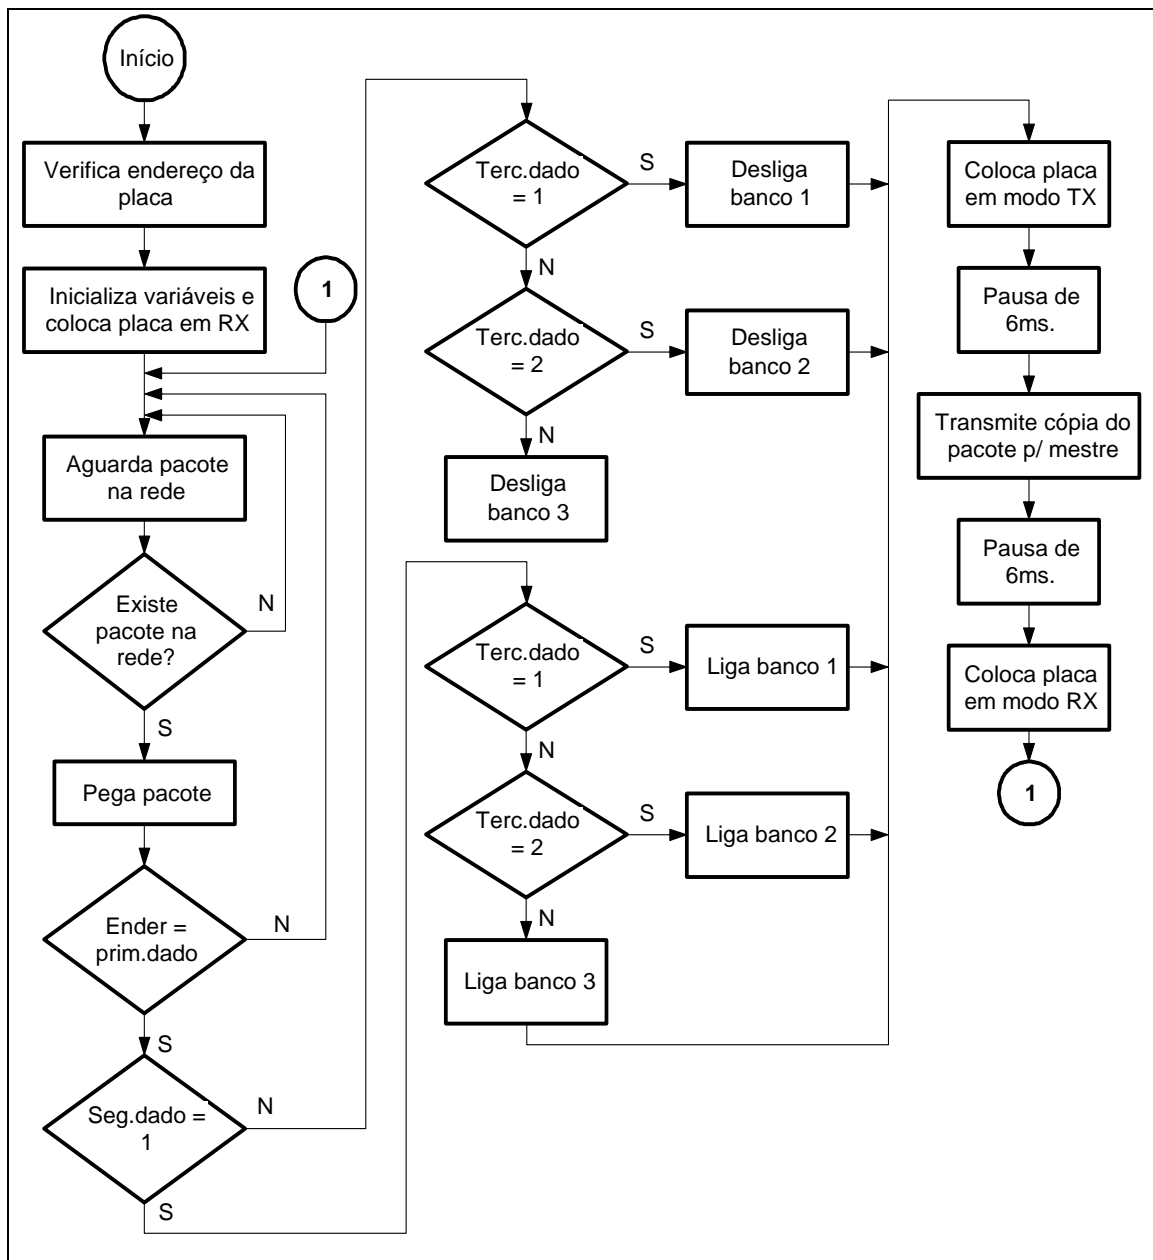 Início
Verifica endereço da
placa
Inicializa variáveis e
coloca placa em RX
1
Aguarda pacote
na rede
Existe
pacote na
rede?
N
S
Pega pacote
Ender =
prim.dado
N
S
Seg.dado =
1
N
S
Terc.dado
= 1
S
Desliga
banco 1
N
Terc.dado
= 2
S
Desliga
banco 2
N
Desliga
banco 3
Terc.dado
= 1
S
Liga banco 1
N
Terc.dado
= 2
S
Liga banco 2
N
Liga banco 3
Coloca placa
em modo TX
Pausa de
6ms.
Transmite cópia do
pacote p/ mestre
Pausa de
6ms.
Coloca placa
em modo RX
1